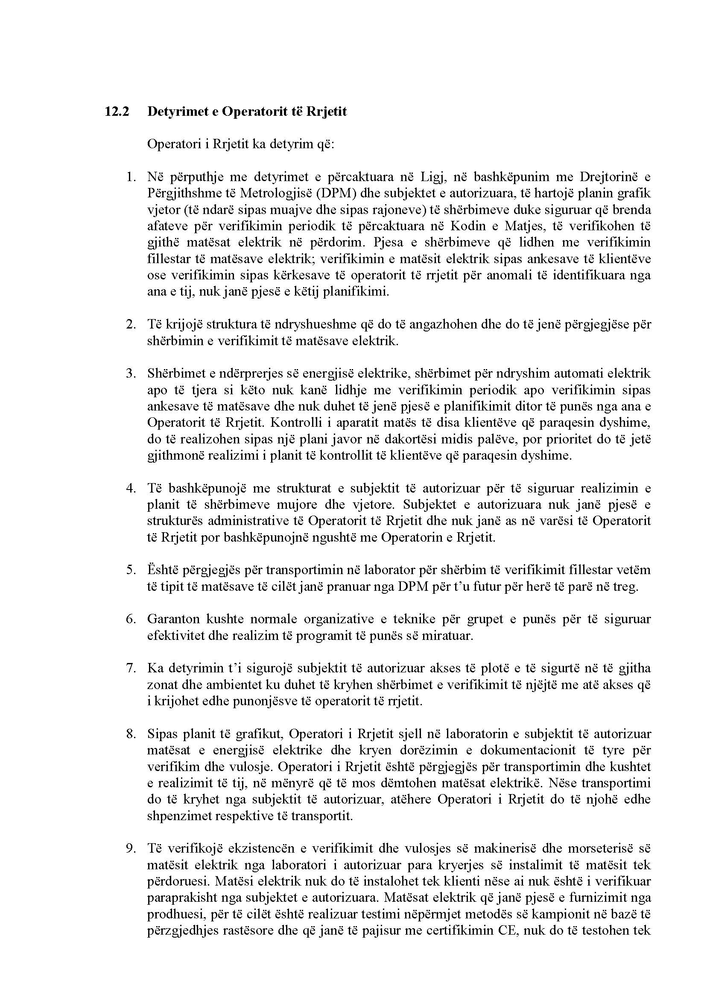 12.2 Detyrimet e Operatorit të Rrjetit
Operatori i Rrjetit ka detyrim që:
1. Në përputhje me detyrimet e përcaktuara në Ligj, në bashkëpunim me Drejtorinë e
Përgjithshme të Metrologjisë (DPM) dhe subjektet e autorizuara, të hartojë planin grafik
vjetor (të ndarë sipas muajve dhe sipas rajoneve) të shërbimeve duke siguruar që brenda
afateve për verifikimin periodik të përcaktuara në Kodin e Matjes, të verifikohen të
gjithë matësat elektrik në përdorim. Pjesa e shërbimeve që lidhen me verifikimin
fillestar të matësave elektrik; verifikimin e matësit elektrik sipas ankesave të klientëve
ose verifikimin sipas kërkesave të operatorit të rrjetit për anomali të identifikuara nga
ana e tij, nuk janë pjesë e këtij planifikimi.
2. Të krijojë struktura të ndryshueshme që do të angazhohen dhe do të jenë përgjegjëse për
shërbimin e verifikimit të matësave elektrik.
3. Shërbimet e ndërprerjes së energjisë elektrike, shërbimet për ndryshim automati elektrik
apo të tjera si këto nuk kanë lidhje me verifikimin periodik apo verifikimin sipas
ankesave të matësave dhe nuk duhet të jenë pjesë e planifikimit ditor të punës nga ana e
Operatorit të Rrjetit. Kontrolli i aparatit matës të disa klientëve që paraqesin dyshime,
do të realizohen sipas një plani javor në dakortësi midis palëve, por prioritet do të jetë
gjithmonë realizimi i planit të kontrollit të klientëve që paraqesin dyshime.
4. Të bashkëpunojë me strukturat e subjektit të autorizuar për të siguruar realizimin e
planit të shërbimeve mujore dhe vjetore. Subjektet e autorizuara nuk janë pjesë e
strukturës administrative të Operatorit të Rrjetit dhe nuk janë as në varësi të Operatorit
të Rrjetit por bashkëpunojnë ngushtë me Operatorin e Rrjetit.
5. Është përgjegjës për transportimin në laborator për shërbim të verifikimit fillestar vetëm
të tipit të matësave të cilët janë pranuar nga DPM për t’u futur për herë të parë në treg.
6. Garanton kushte normale organizative e teknike për grupet e punës për të siguruar
efektivitet dhe realizim të programit të punës së miratuar.
7. Ka detyrimin t’i sigurojë subjektit të autorizuar akses të plotë e të sigurtë në të gjitha
zonat dhe ambientet ku duhet të kryhen shërbimet e verifikimit të njëjtë me atë akses që
i krijohet edhe punonjësve të operatorit të rrjetit.
8. Sipas planit të grafikut, Operatori i Rrjetit sjell në laboratorin e subjektit të autorizuar
matësat e energjisë elektrike dhe kryen dorëzimin e dokumentacionit të tyre për
verifikim dhe vulosje. Operatori i Rrjetit është përgjegjës për transportimin dhe kushtet
e realizimit të tij, në mënyrë që të mos dëmtohen matësat elektrikë. Nëse transportimi
do të kryhet nga subjektit të autorizuar, atëhere Operatori i Rrjetit do të njohë edhe
shpenzimet respektive të transportit.
9. Të verifikojë ekzistencën e verifikimit dhe vulosjes së makinerisë dhe morseterisë së
matësit elektrik nga laboratori i autorizuar para kryerjes së instalimit të matësit tek
përdoruesi. Matësi elektrik nuk do të instalohet tek klienti nëse ai nuk është i verifikuar
paraprakisht nga subjektet e autorizuara. Matësat elektrik që janë pjesë e furnizimit nga
prodhuesi, për të cilët është realizuar testimi nëpërmjet metodës së kampionit në bazë të
përzgjedhjes rastësore dhe që janë të pajisur me certifikimin CE, nuk do të testohen tek